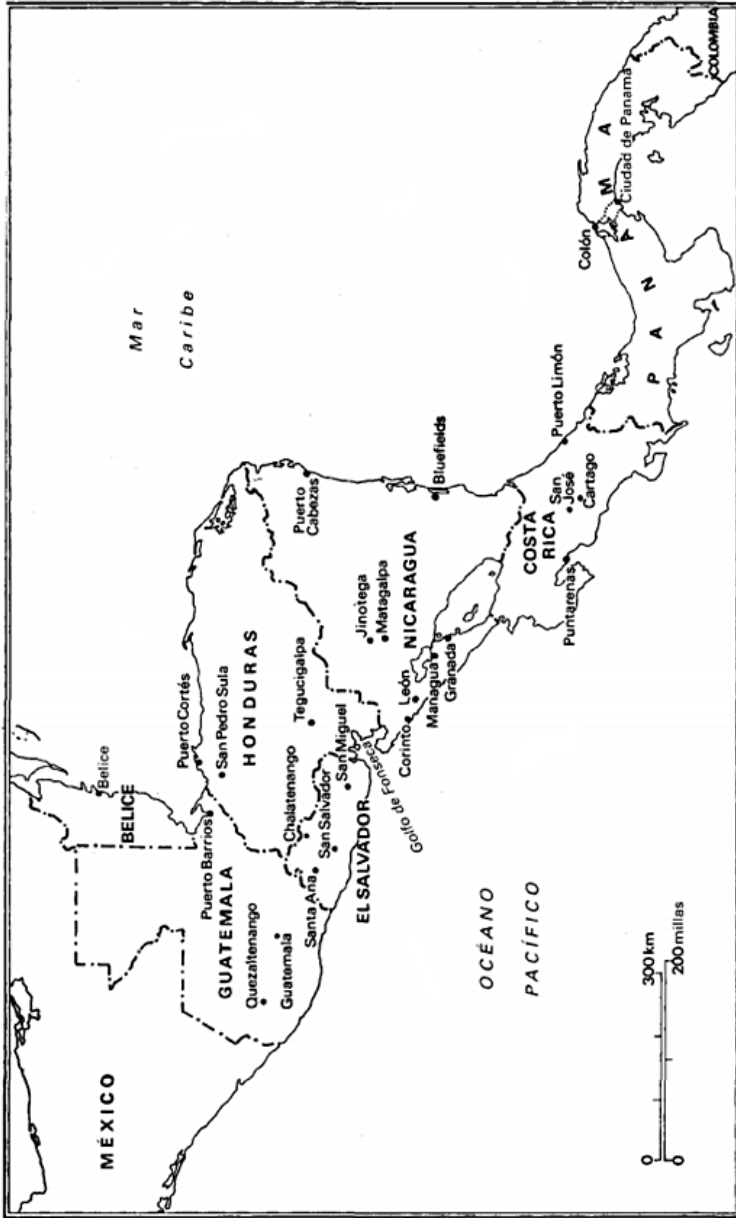 MÉXICO
BELICE
Belice
Puerto Barrios
GUATEMALA
Quezaltenango
Guatemala
Puerto Cortés
San Pedro Sula
HONDURAS
Tegucigalpa
Chalatenango
San Salvador
Santa Ana
San Miguel
EL SALVADOR
Golfo de Fonseca
Mar
Caribe
Puerto
Cabezas
Jinotega
Matagalpa
NICARAGUA
Bluefields
León
Corinto
Managua
Granada
COSTA
RICA
San
José
Cartago
Puerto Limón
Puntarenas
Colón
PANAMA
Ciudad de Panamá
COLOMBIA
OCÉANO
PACÍFICO
0 300 km
0 200 millas